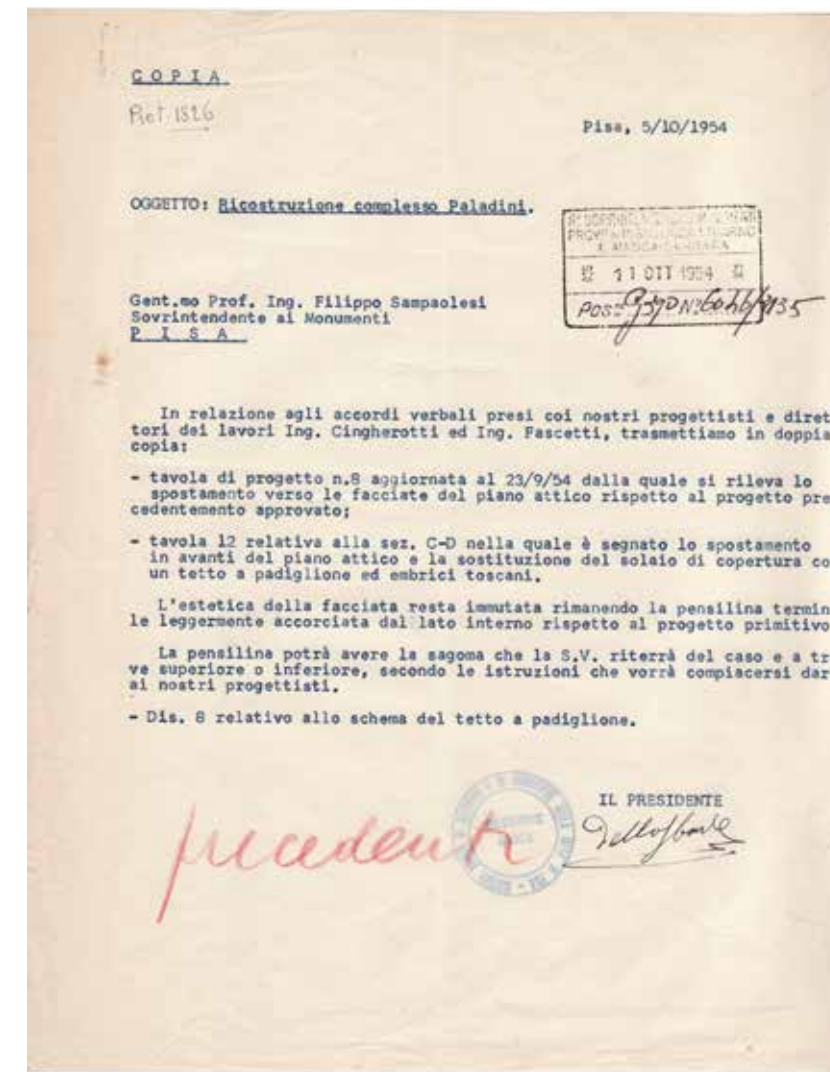 COPIA
Prot 1826
Pisa, 5/10/1954
OGGETTO: Ricostruzione complesso Paladini.
11 OTT 1954
POS.
Gent.mo Prof. Ing. Filippo Sampaolesi
Sovrintendente ai Monumenti
PISA
In relazione agli accordi verbali presi coi nostri progettisti e diret
tori dei lavori Ing. Cingherotti ed Ing. Fascetti, trasmettiamo in doppia
copia:
- tavola di progetto n.8 aggiornata al 23/9/54 dalla quale si rileva lo
spostamento verso le facciate del piano attico rispetto al progetto pre
cedentemento approvato;
- tavola 12 relativa alla sez. C-D nella quale è segnato lo spostamento
in avanti del piano attico e la sostituzione del solaio di copertura co
un tetto a padiglione ed embrici toscani.
L'estetica della facciata resta immutata rimanendo la pensilina termin
le leggermente accorciata dal lato interno rispetto al progetto primitivo
La pensilina potrà avere la sagoma che la S.V. riterrà del caso e a tr
ve superiore o inferiore, secondo le istruzioni che vorrà compiacersi dar
ai nostri progettisti.
- Dis. 8 relativo allo schema del tetto a padiglione.
IL PRESIDENTE
precedenti